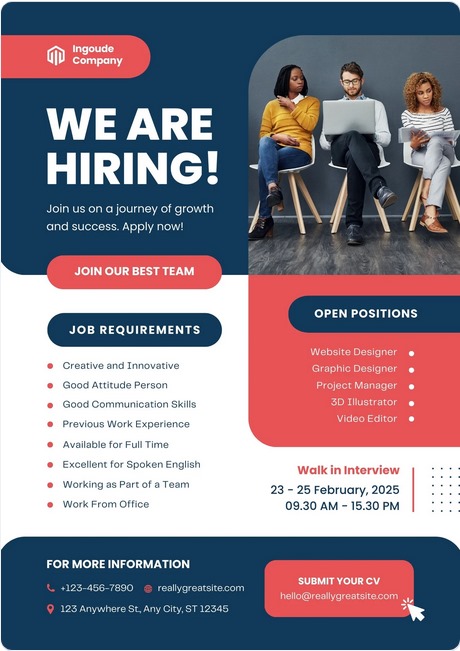 Ingoude
Company
WE ARE
HIRING!
Join us on a journey of growth
and success. Apply now!
JOIN OUR BEST TEAM
JOB REQUIREMENTS
Creative and Innovative
Good Attitude Person
Good Communication Skills
Previous Work Experience
Available for Full Time
Excellent for Spoken English
Working as Part of a Team
Work From Office
OPEN POSITIONS
Website Designer
Graphic Designer
Project Manager
3D Illustrator
Video Editor
Walk in Interview
23 - 25 February, 2025
09.30 AM - 15.30 PM
FOR MORE INFORMATION
+123-456-7890 reallygreatsite.com
123 Anywhere St., Any City, ST 12345
SUBMIT YOUR CV
hello@reallygreatsite.com